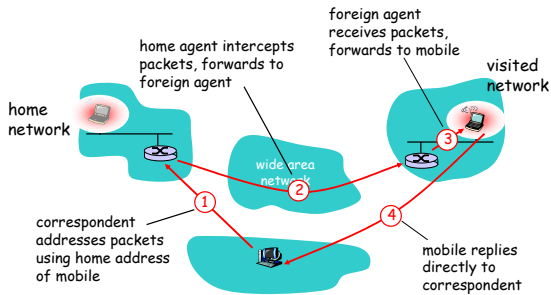 foreign agent
receives packets,
forwards to mobile
home agent intercepts
packets, forwards to
foreign agent
visited
network
home
network
wide area
network
3
2
1
4
correspondent
addresses packets
using home address
of mobile
mobile replies
directly to
correspondent